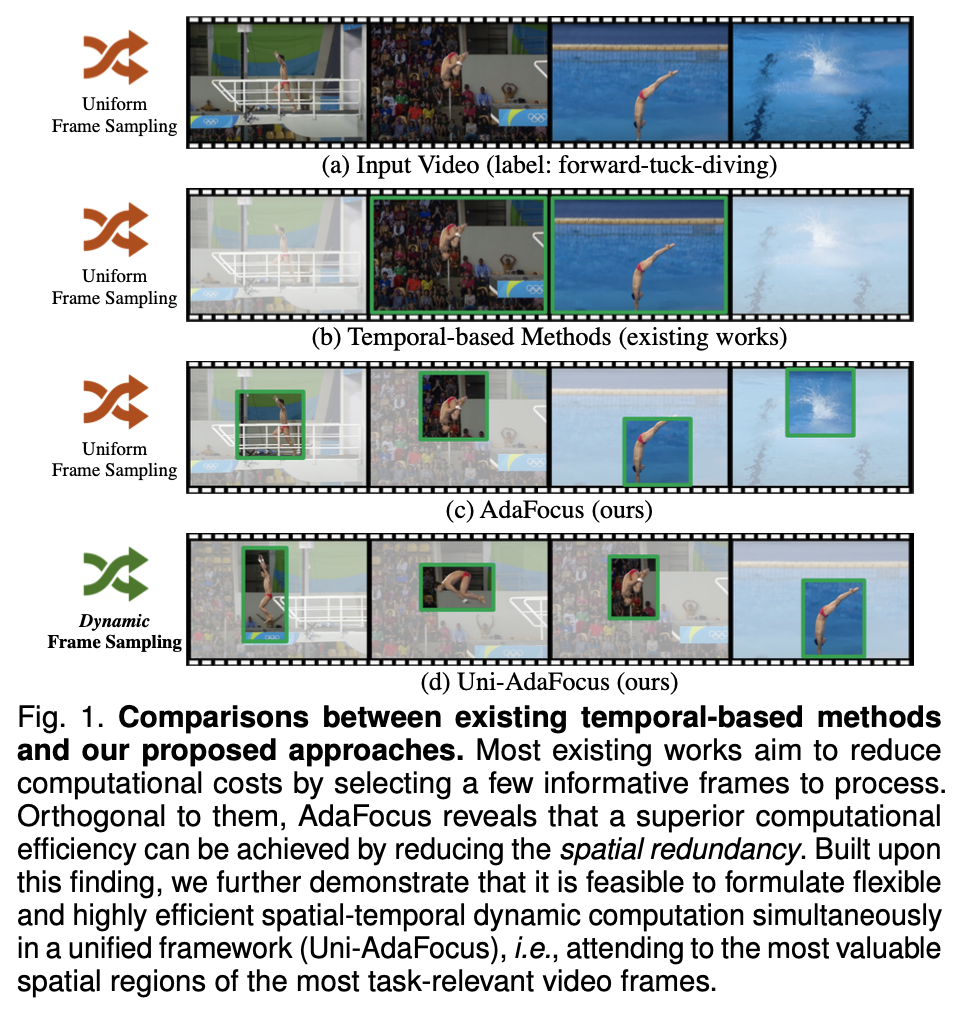 Uniform
Frame Sampling
(a) Input Video (label: forward-tuck-diving)
Uniform
Frame Sampling
(b) Temporal-based Methods (existing works)
Uniform
Frame Sampling
(c) AdaFocus (ours)
Dynamic
Frame Sampling
(d) Uni-AdaFocus (ours)
Fig. 1. Comparisons between existing temporal-based methods
and our proposed approaches. Most existing works aim to reduce
computational costs by selecting a few informative frames to process.
Orthogonal to them, AdaFocus reveals that a superior computational
efficiency can be achieved by reducing the spatial redundancy. Built upon
this finding, we further demonstrate that it is feasible to formulate flexible
and highly efficient spatial-temporal dynamic computation simultaneously
in a unified framework (Uni-AdaFocus), i.e., attending to the most valuable
spatial regions of the most task-relevant video frames.